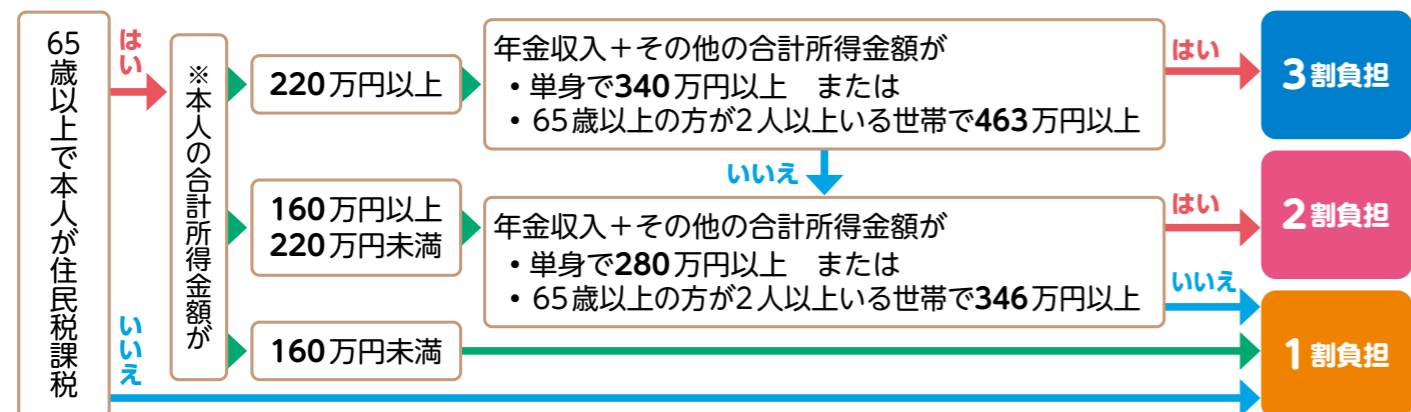 65歳以上で本人が住民税課税
はい
いいえ
※本人の合計所得金額が
220万円以上
年金収入＋その他の合計所得金額が
・単身で340万円以上　または
・65歳以上の方が2人以上いる世帯で463万円以上
はい
3割負担
いいえ
160万円以上
220万円未満
年金収入＋その他の合計所得金額が
・単身で280万円以上　または
・65歳以上の方が2人以上いる世帯で346万円以上
はい
2割負担
いいえ
160万円未満
1割負担